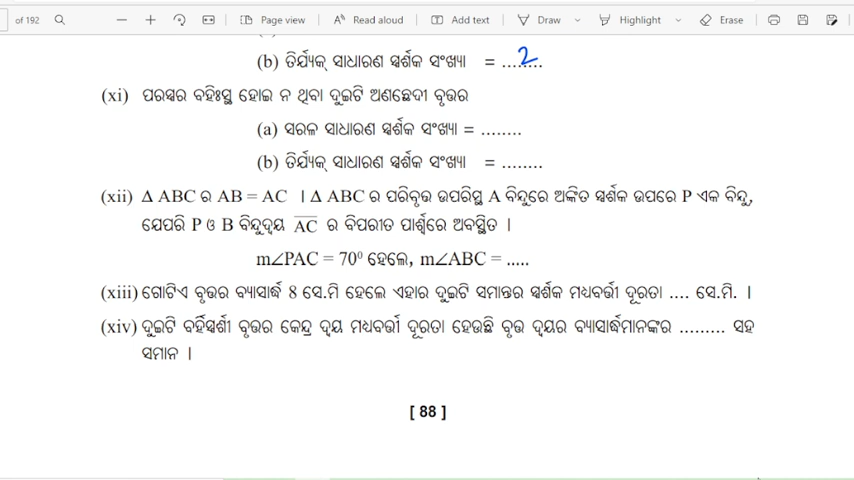 of 192 Page view Read aloud Add text Draw Highlight Erase
(b) ତିର୍ଯ୍ୟକ୍ ସାଧାରଣ ସ୍ପର୍ଶକ ସଂଖ୍ୟା = ....2....
(xi) ପରସ୍ପର ବହିଃସ୍ଥ ହୋଇ ନ ଥିବା ଦୁଇଟି ଅଣଛେଦୀ ବୃତ୍ତର
(a) ସରଳ ସାଧାରଣ ସ୍ପର୍ଶକ ସଂଖ୍ୟା = ........
(b) ତିର୍ଯ୍ୟକ୍ ସାଧାରଣ ସ୍ପର୍ଶକ ସଂଖ୍ୟା = ........
(xii) Δ ABC ର AB = AC । Δ ABC ର ପରିବୃତ୍ତ ଉପରିସ୍ଥ A ବିନ୍ଦୁରେ ଅଙ୍କିତ ସ୍ପର୍ଶକ ଉପରେ P ଏକ ବିନ୍ଦୁ,
ଯେପରି P ଓ B ବିନ୍ଦୁଦ୍ୱୟ AC ର ବିପରୀତ ପାର୍ଶ୍ୱରେ ଅବସ୍ଥିତ ।
m∠PAC = 70⁰ ହେଲେ, m∠ABC = .....
(xiii) ଗୋଟିଏ ବୃତ୍ତର ବ୍ୟାସାର୍ଦ୍ଧ 8 ସେ.ମି ହେଲେ ଏହାର ଦୁଇଟି ସମାନ୍ତର ସ୍ପର୍ଶକ ମଧ୍ୟବର୍ତ୍ତୀ ଦୂରତା .... ସେ.ମି. ।
(xiv) ଦୁଇଟି ବର୍ହିସ୍ପର୍ଶୀ ବୃତ୍ତର କେନ୍ଦ୍ର ଦ୍ୱୟ ମଧ୍ୟବର୍ତ୍ତୀ ଦୂରତା ହେଉଛି ବୃତ୍ତ ଦ୍ୱୟର ବ୍ୟାସାର୍ଦ୍ଧମାନଙ୍କର ......... ସହ
ସମାନ ।
[ 88 ]